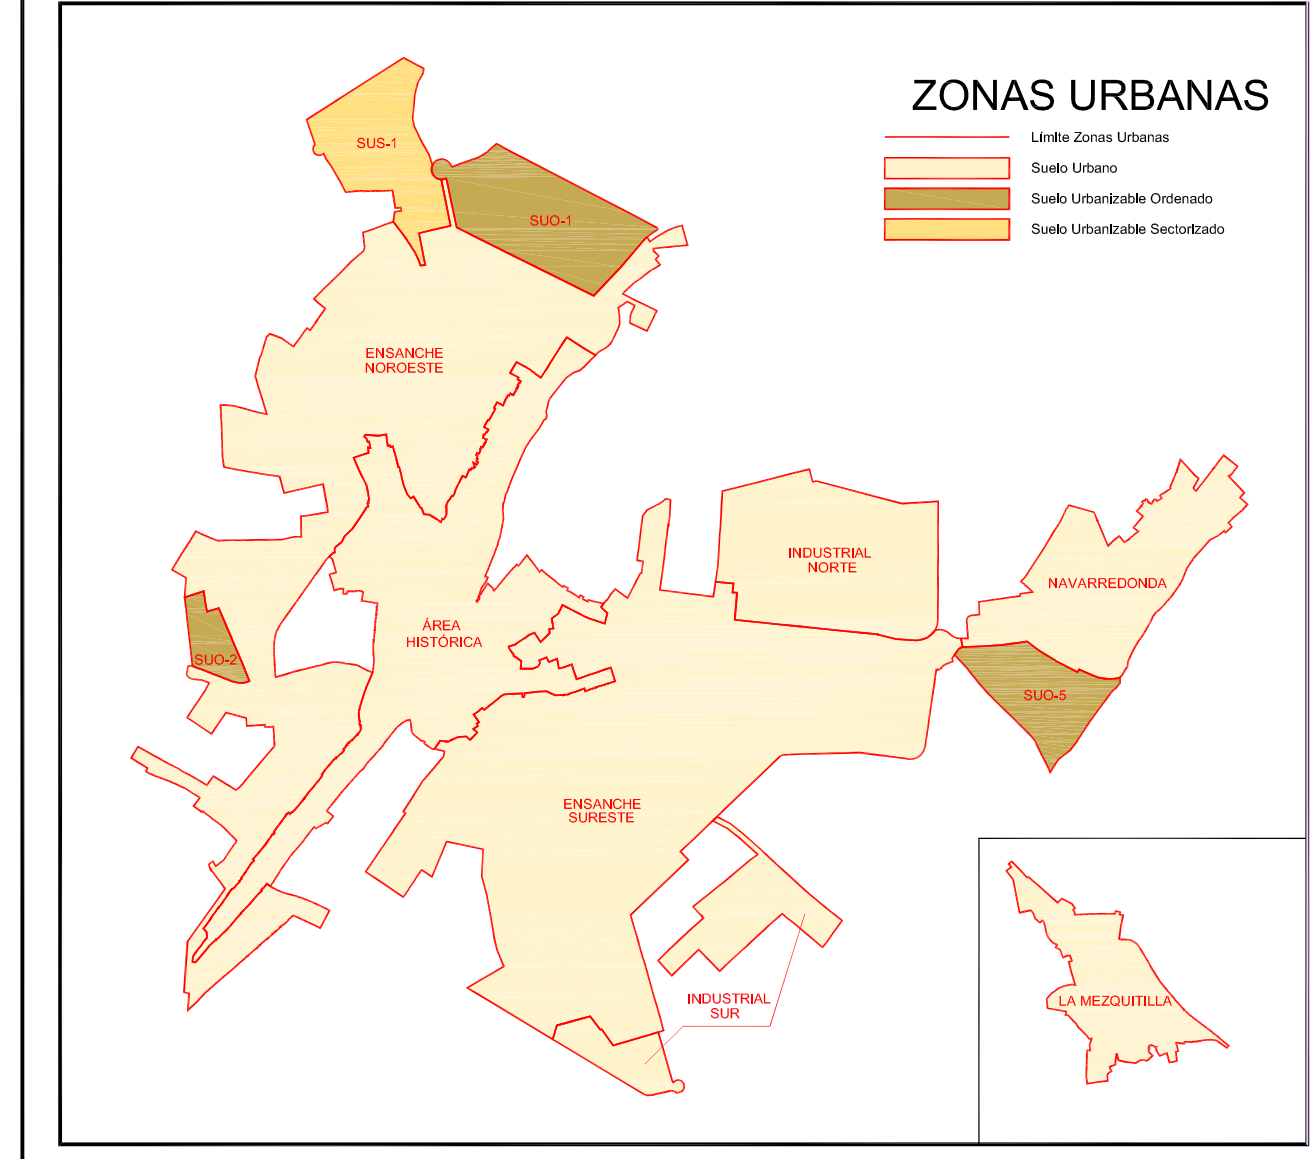 ZONAS URBANAS
Límite Zonas Urbanas
Suelo Urbano
Suelo Urbanizable Ordenado
Suelo Urbanizable Sectorizado
SUS-1
SUO-1
ENSANCHE
NOROESTE
INDUSTRIAL
NORTE
NAVARREDONDA
ÁREA
HISTÓRICA
SUO-2
SUO-5
ENSANCHE
SURESTE
INDUSTRIAL
SUR
LA MEZQUITILLA